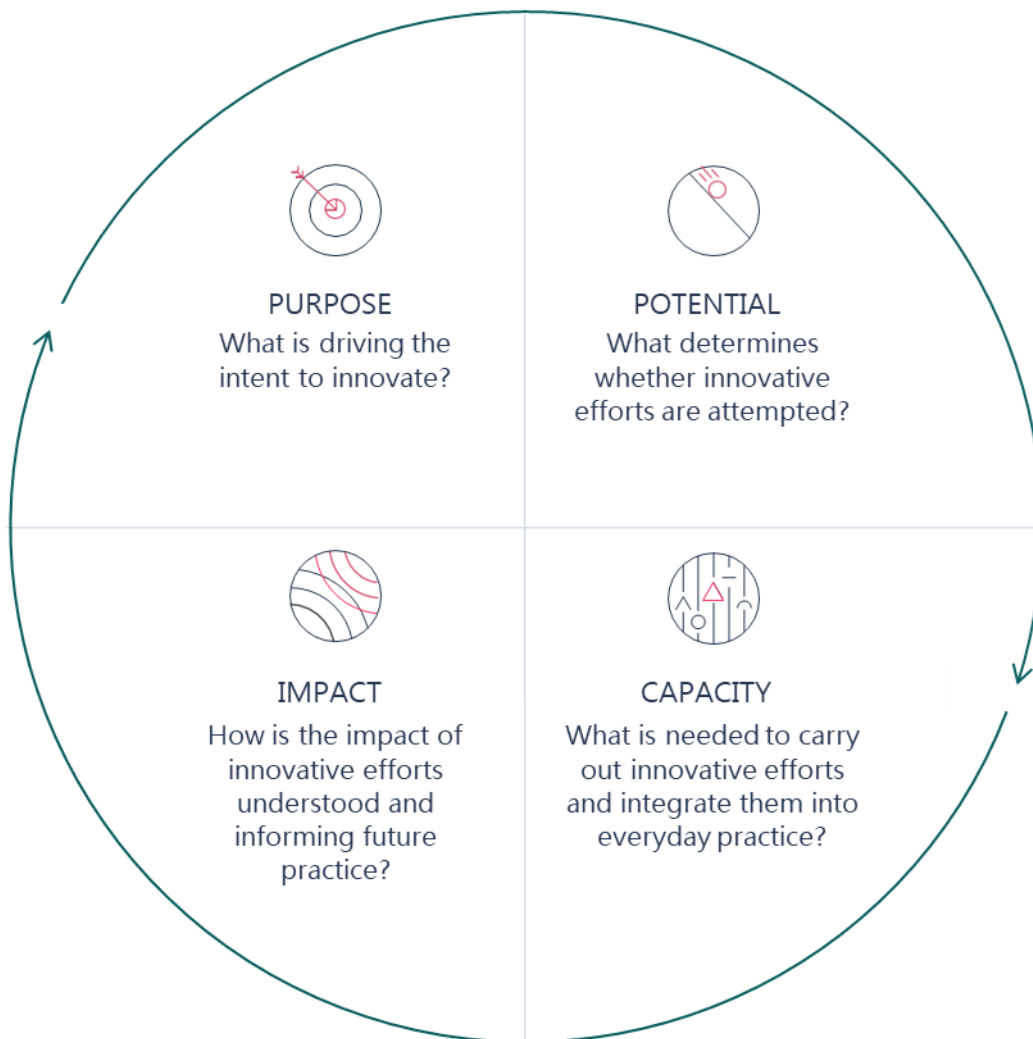 PURPOSE
What is driving the
intent to innovate?
POTENTIAL
What determines
whether innovative
efforts are attempted?
IMPACT
How is the impact of
innovative efforts
understood and
informing future
practice?
CAPACITY
What is needed to carry
out innovative efforts
and integrate them into
everyday practice?